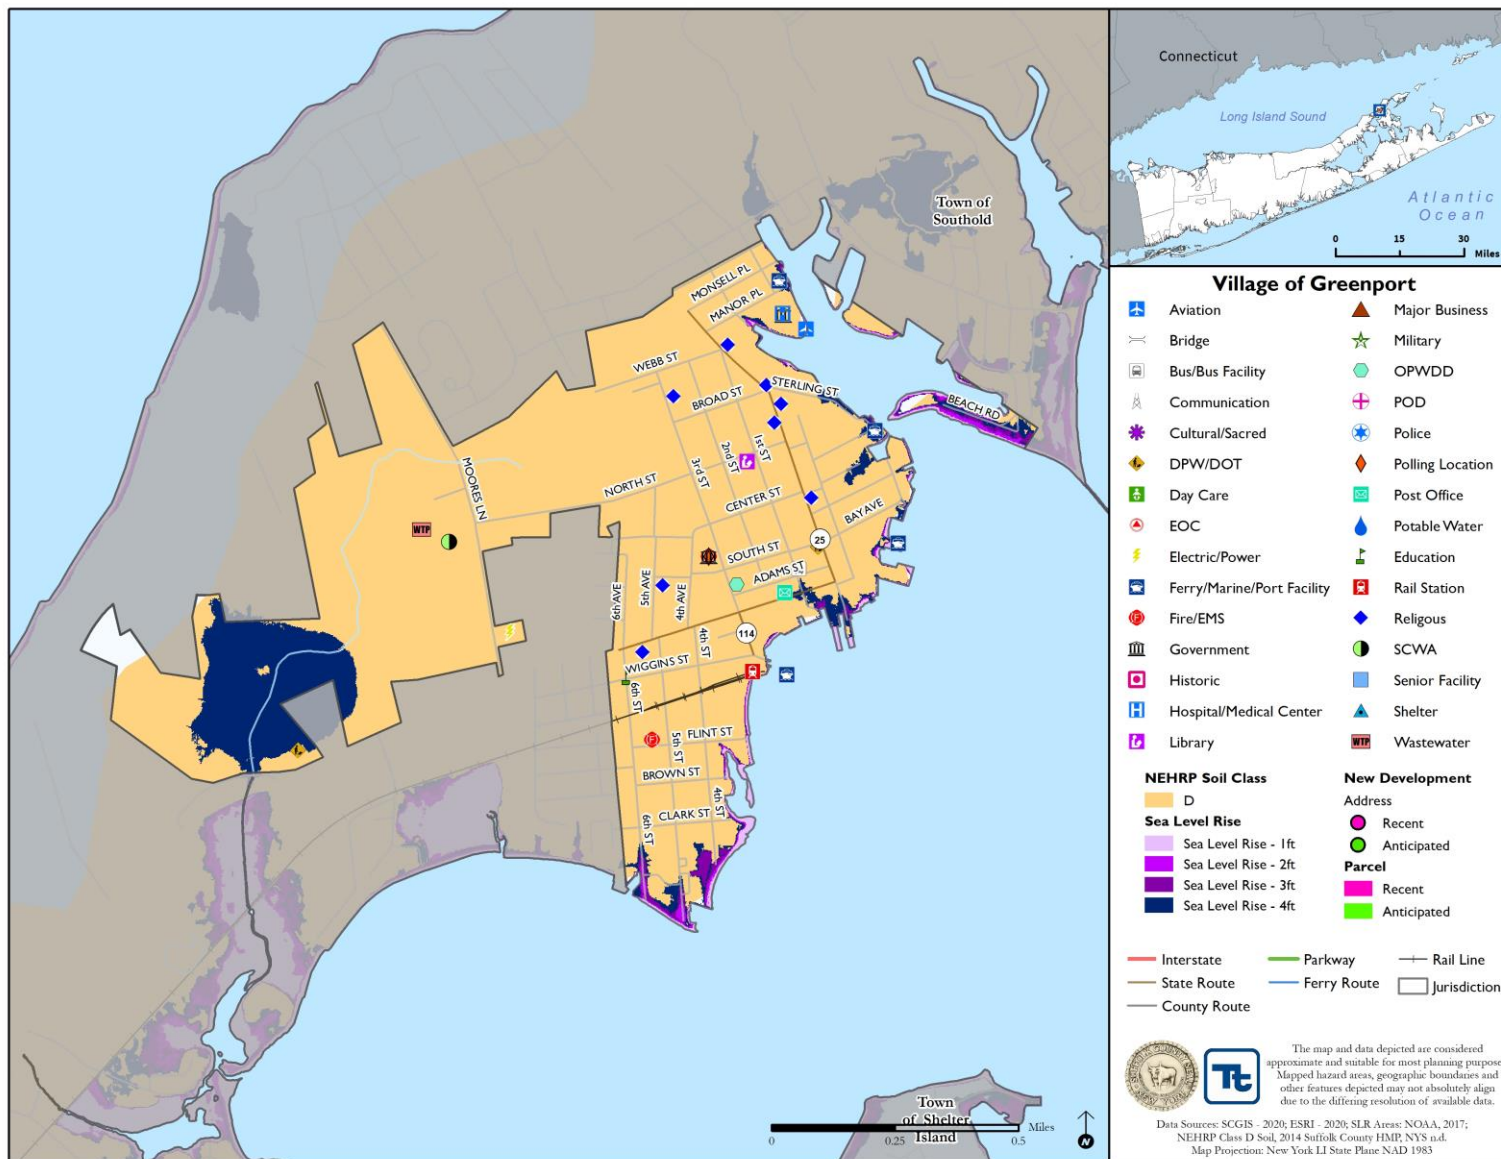 Town of
Southold
MONSELL PL
MANOR PL
WEBB ST
BROAD ST
STERLING ST
BEACH RD
1st ST
2nd ST
3rd ST
MOORES LN
NORTH ST
CENTER ST
BAY AVE
WTP
25
SOUTH ST
ADAMS ST
6th AVE
5th AVE
4th AVE
114
4th ST
WIGGINS ST
6th ST
F
FLINT ST
5th ST
BROWN ST
CLARK ST
4th ST
6th ST
Town
of Shelter
Island
Miles
0
0.25
0.5
N
Connecticut
Long Island Sound
Atlantic
Ocean
0
15
30
Miles
Village of Greenport
Aviation
Bridge
Bus/Bus Facility
Communication
Cultural/Sacred
DPW/DOT
Day Care
EOC
Electric/Power
Ferry/Marine/Port Facility
F
Fire/EMS
Government
Historic
H
Hospital/Medical Center
Library
Major Business
Military
OPWDD
POD
Police
Polling Location
Post Office
Potable Water
Education
Rail Station
Religous
SCWA
Senior Facility
Shelter
WTP
Wastewater
NEHRP Soil Class
D
Sea Level Rise
Sea Level Rise - 1ft
Sea Level Rise - 2ft
Sea Level Rise - 3ft
Sea Level Rise - 4ft
New Development
Address
Recent
Anticipated
Parcel
Recent
Anticipated
Interstate
Parkway
Rail Line
State Route
Ferry Route
Jurisdiction
County Route
Tt
The map and data depicted are considered
approximate and suitable for most planning purpose
Mapped hazard areas, geographic boundaries and
other features depicted may not absolutely align
due to the differing resolution of available data.
Data Sources: SCGIS - 2020; ESRI - 2020; SLR Areas: NOAA, 2017;
NEHRP Class D Soil, 2014 Suffolk County HMP, NYS n.d.
Map Projection: New York LI State Plane NAD 1983